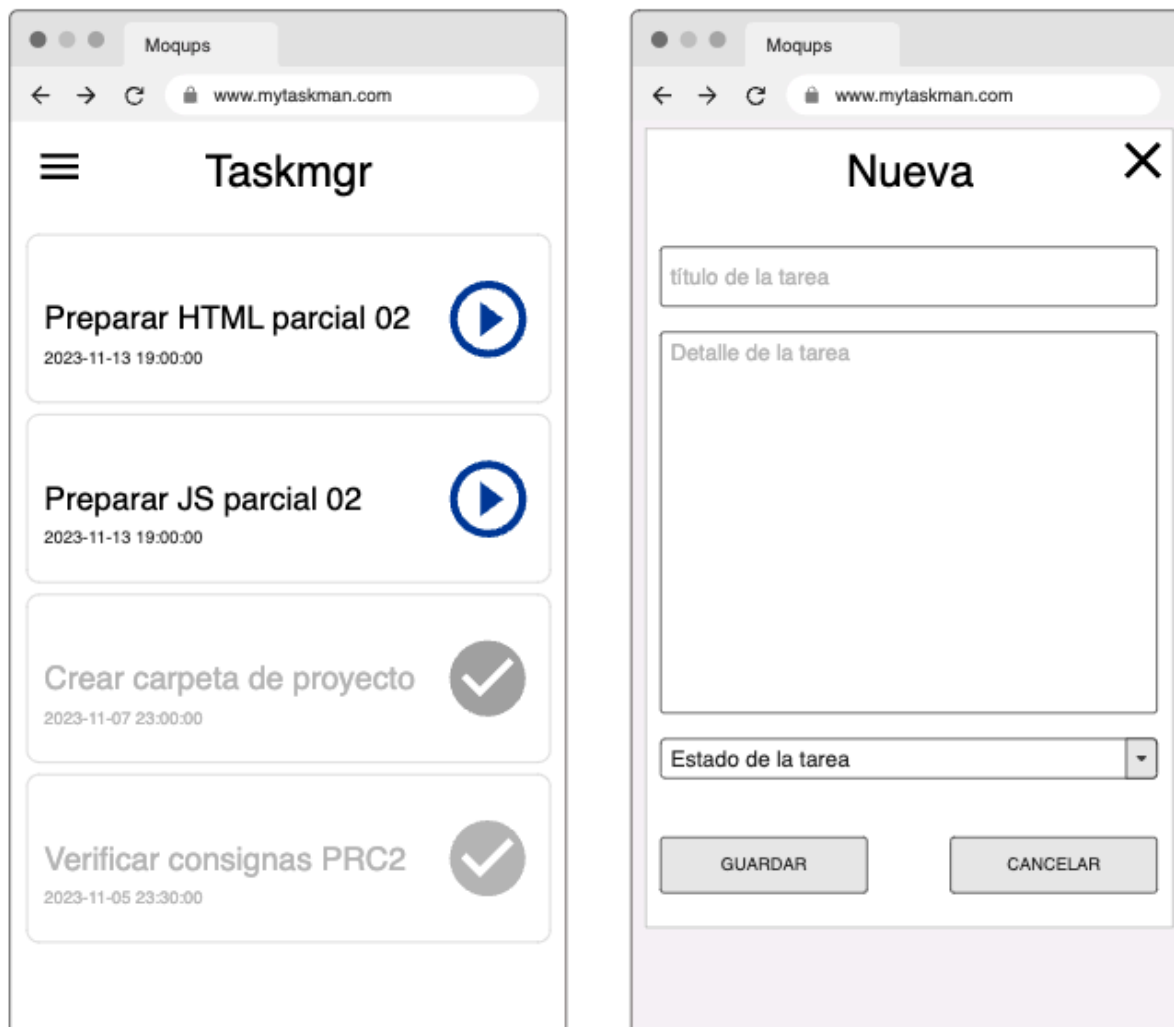 Moqups
www.mytaskman.com
Taskmgr
Preparar HTML parcial 02
2023-11-13 19:00:00
Preparar JS parcial 02
2023-11-13 19:00:00
Crear carpeta de proyecto
2023-11-07 23:00:00
Verificar consignas PRC2
2023-11-05 23:30:00
Moqups
www.mytaskman.com
Nueva
título de la tarea
Detalle de la tarea
Estado de la tarea
GUARDAR
CANCELAR